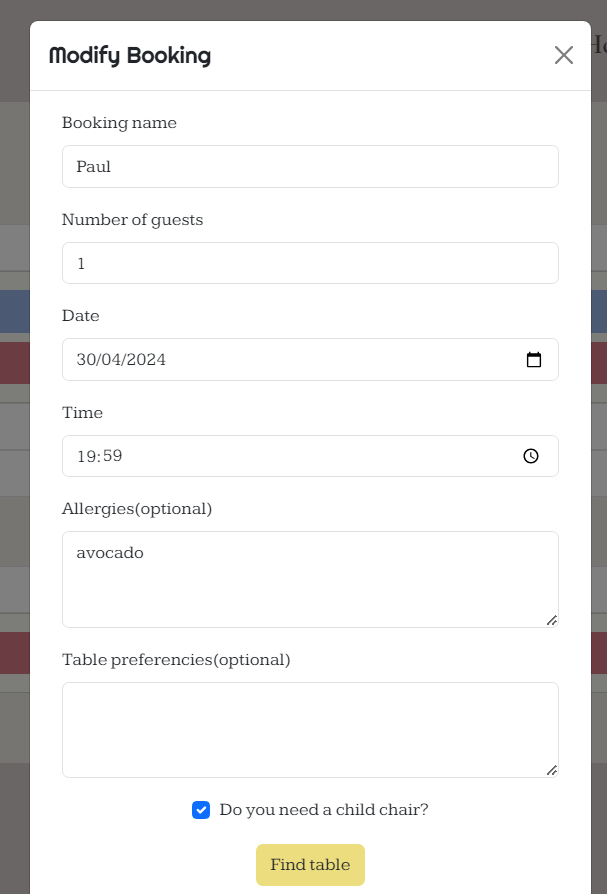 Modify Booking
Booking name
Paul
Number of guests
1
Date
30/04/2024
Time
19:59
Allergies(optional)
avocado
Table preferencies(optional)
Do you need a child chair?
Find table